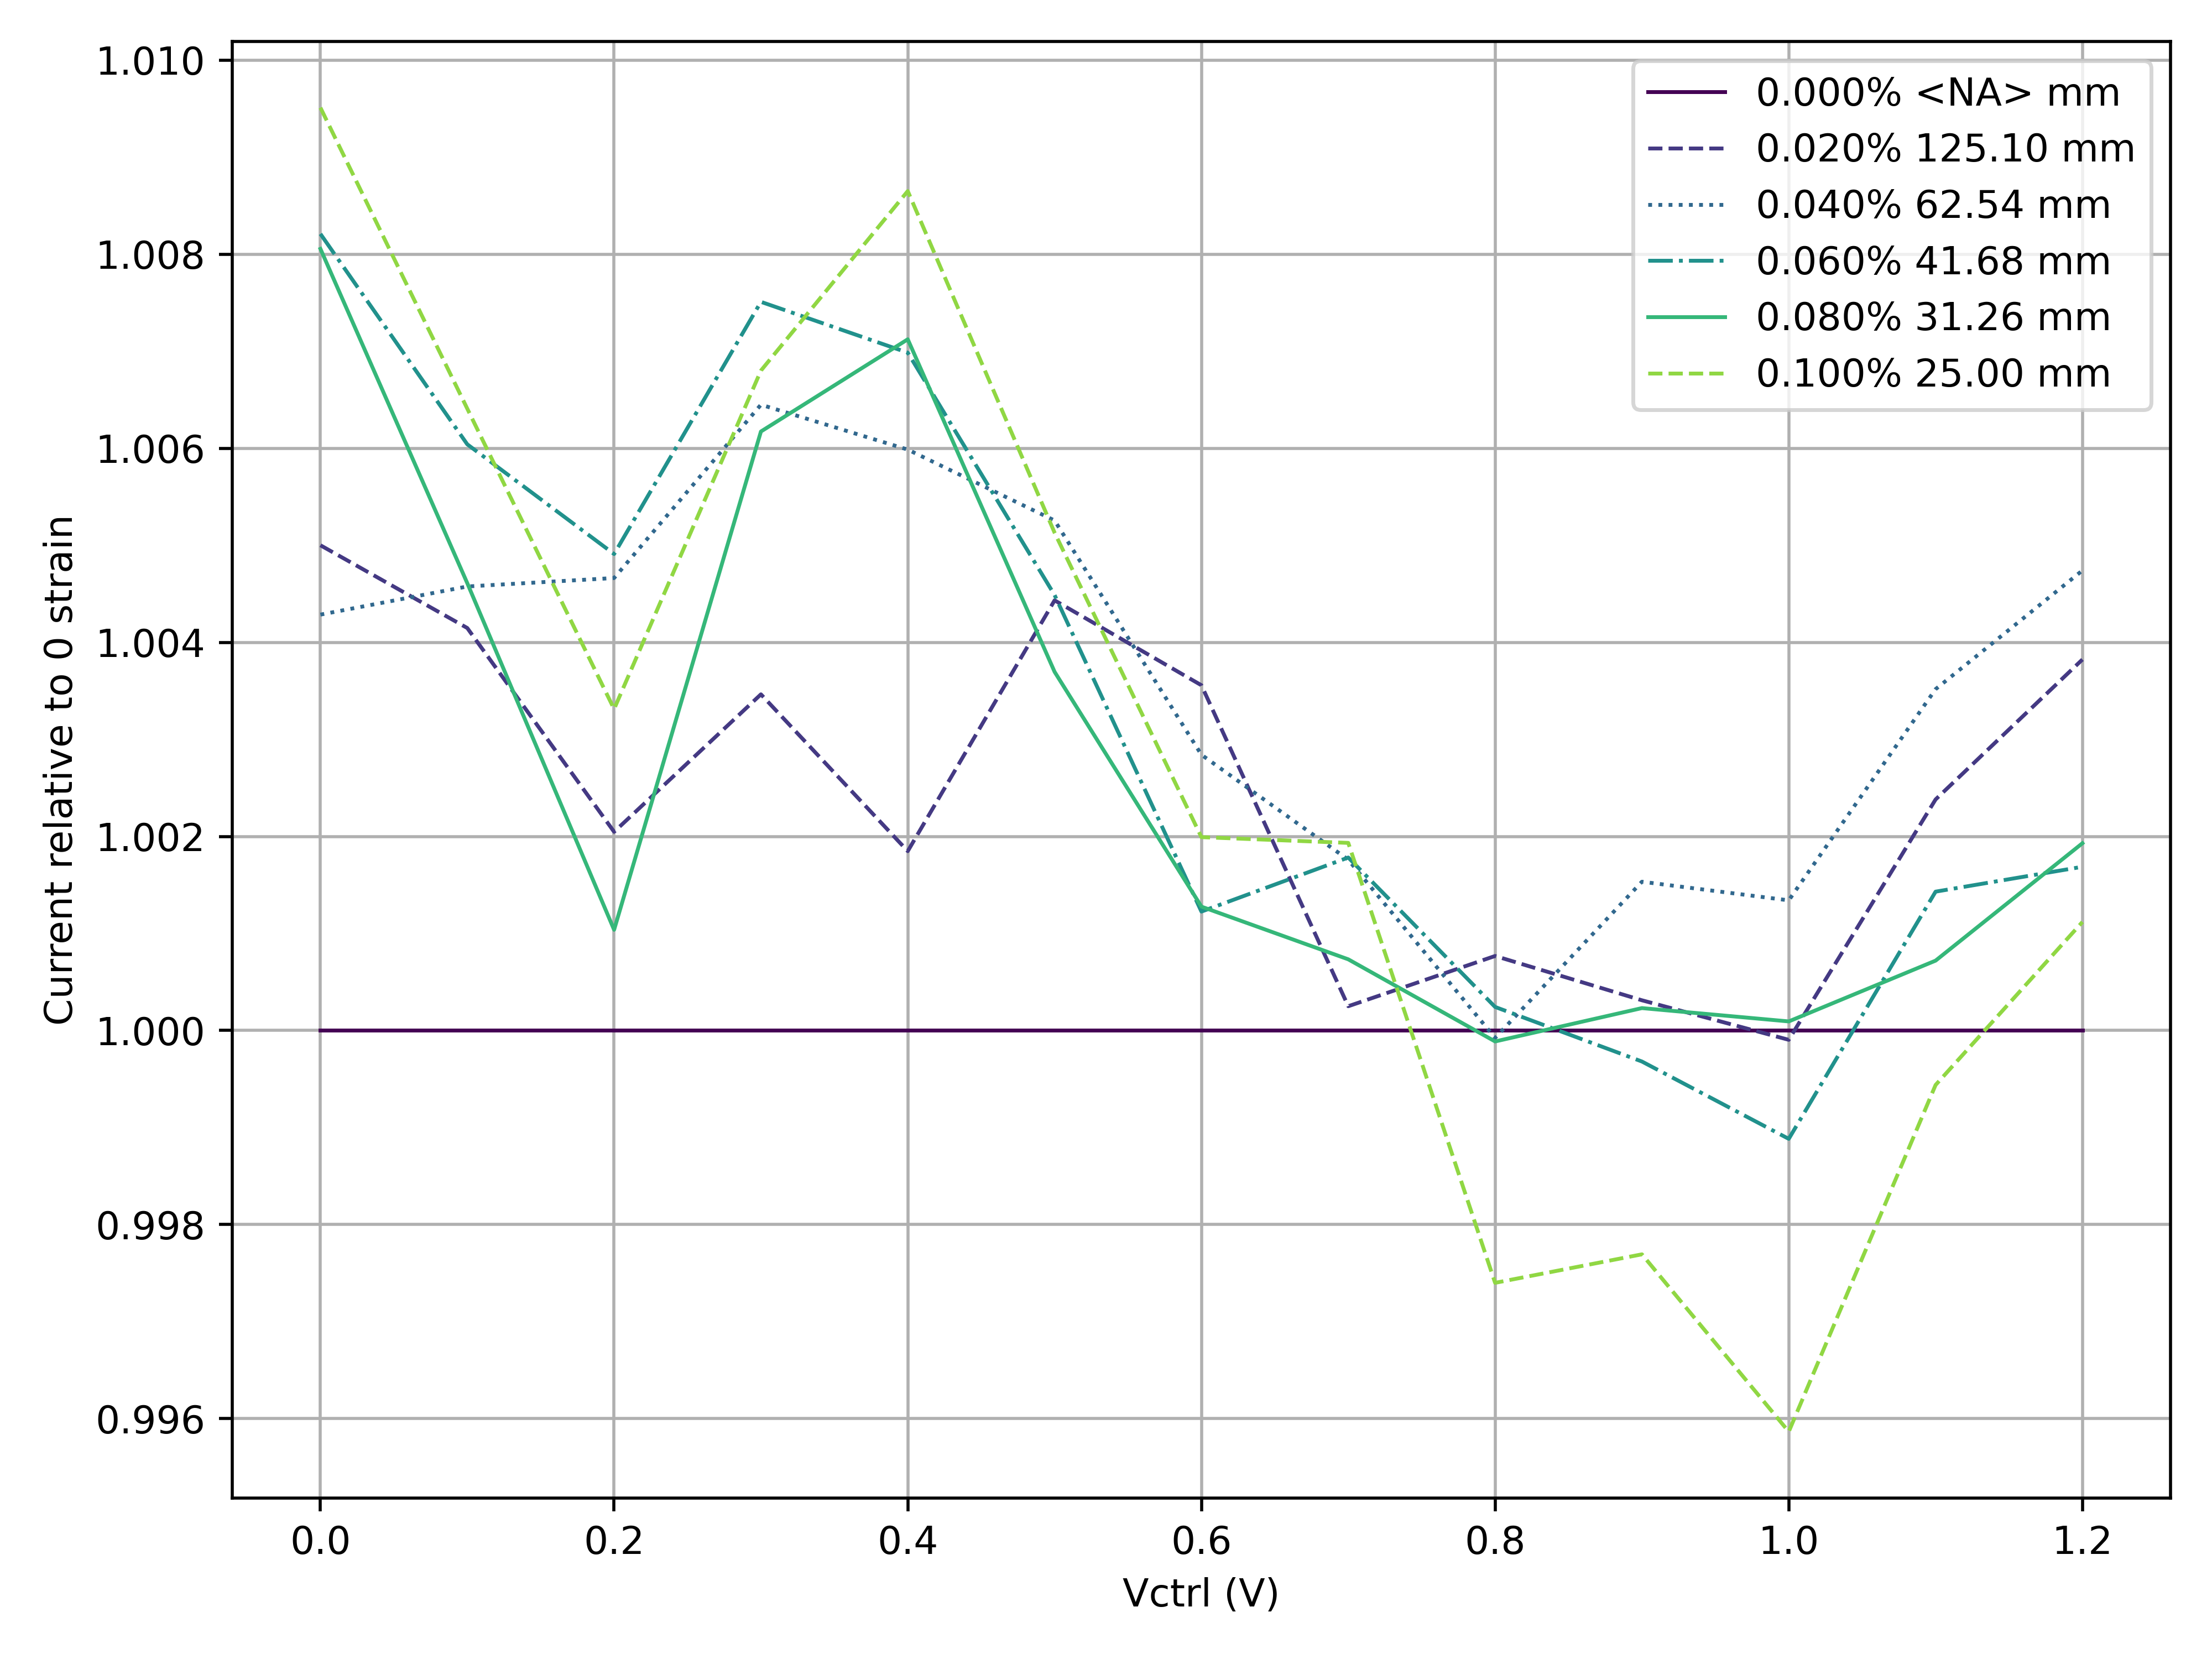 1.010
1.008
1.006
1.004
1.002
1.000
0.998
0.996
Current relative to 0 strain
0.000% <NA> mm
0.020% 125.10 mm
0.040% 62.54 mm
0.060% 41.68 mm
0.080% 31.26 mm
0.100% 25.00 mm
0.0 0.2 0.4 0.6 0.8 1.0 1.2
Vctrl (V)